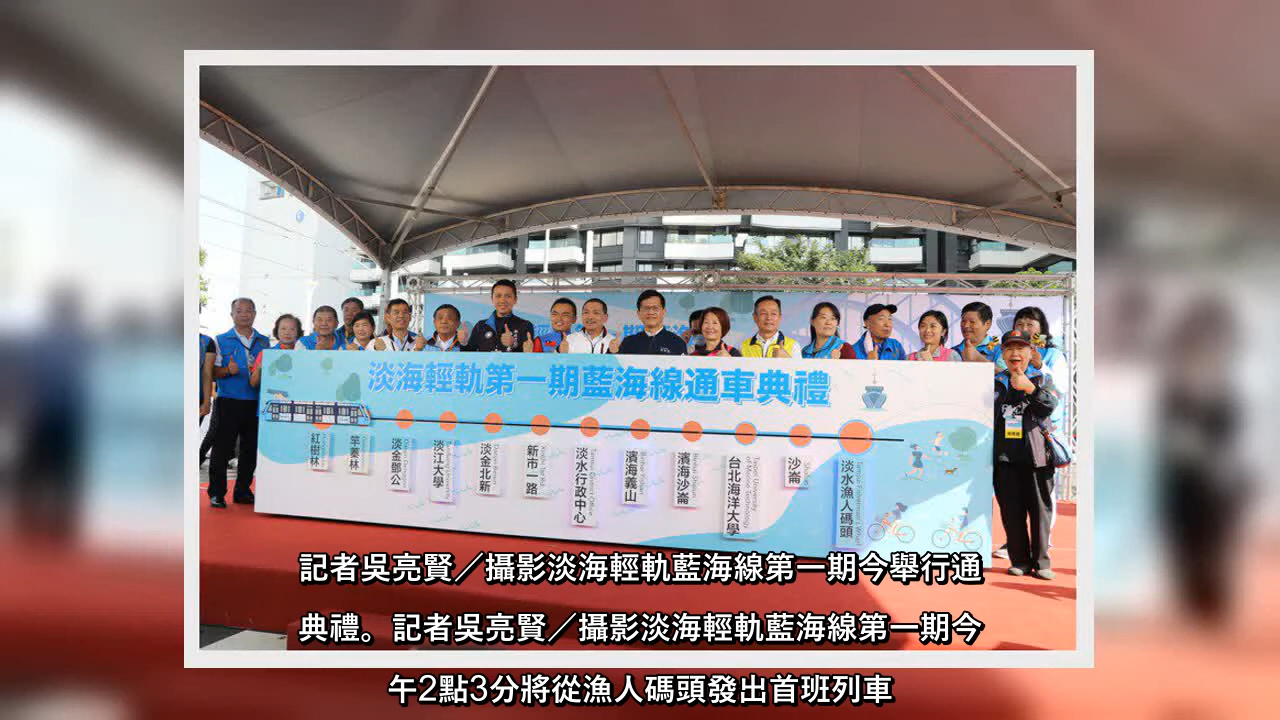 淡海輕軌第一期藍海線通車典禮
紅樹林
竿蓁林
淡金鄧公
淡江大學
淡金北新
新市一路
淡水行政中心
濱海義山
濱海沙崙
台北海洋大學
沙崙
淡水漁人碼頭
記者吳亮賢／攝影淡海輕軌藍海線第一期今舉行通
典禮。記者吳亮賢／攝影淡海輕軌藍海線第一期今
午2點3分將從漁人碼頭發出首班列車